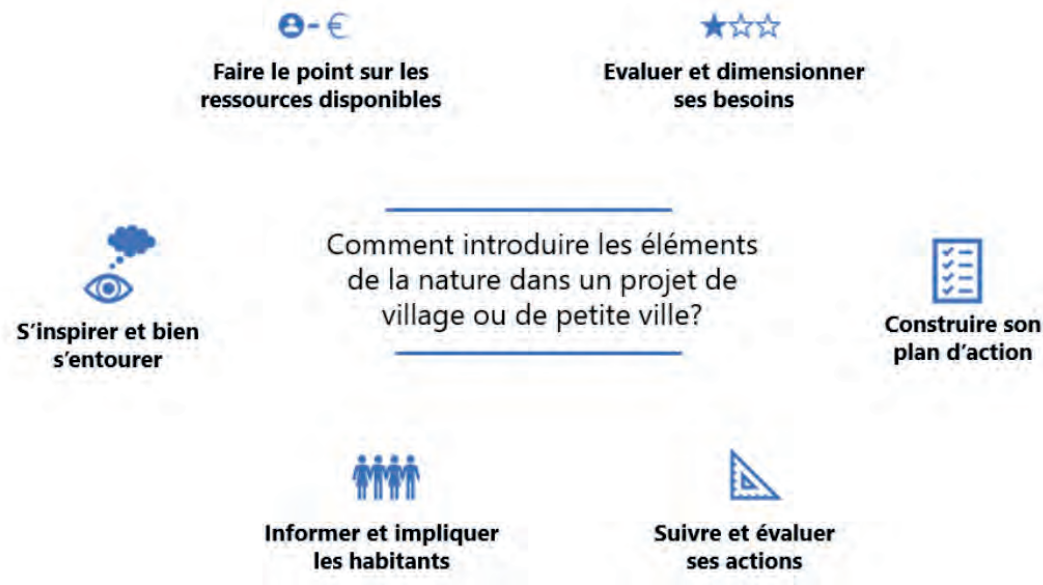 Faire le point sur les
ressources disponibles
Evaluer et dimensionner
ses besoins
Comment introduire les éléments
de la nature dans un projet de
village ou de petite ville?
S'inspirer et bien
s'entourer
Construire son
plan d'action
Informer et impliquer
les habitants
Suivre et évaluer
ses actions